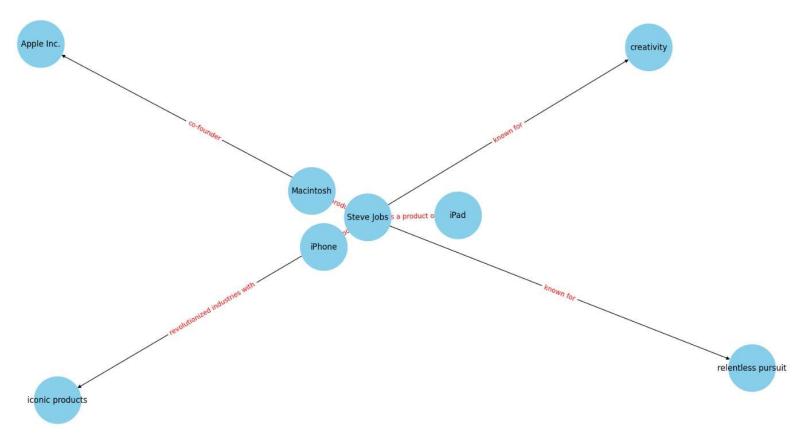 Apple Inc.
creativity
co-founder
known for
Macintosh
Steve Jobs
s a product o
iPad
iPhone
known for
revolutionized industries with
relentless pursuit
iconic products